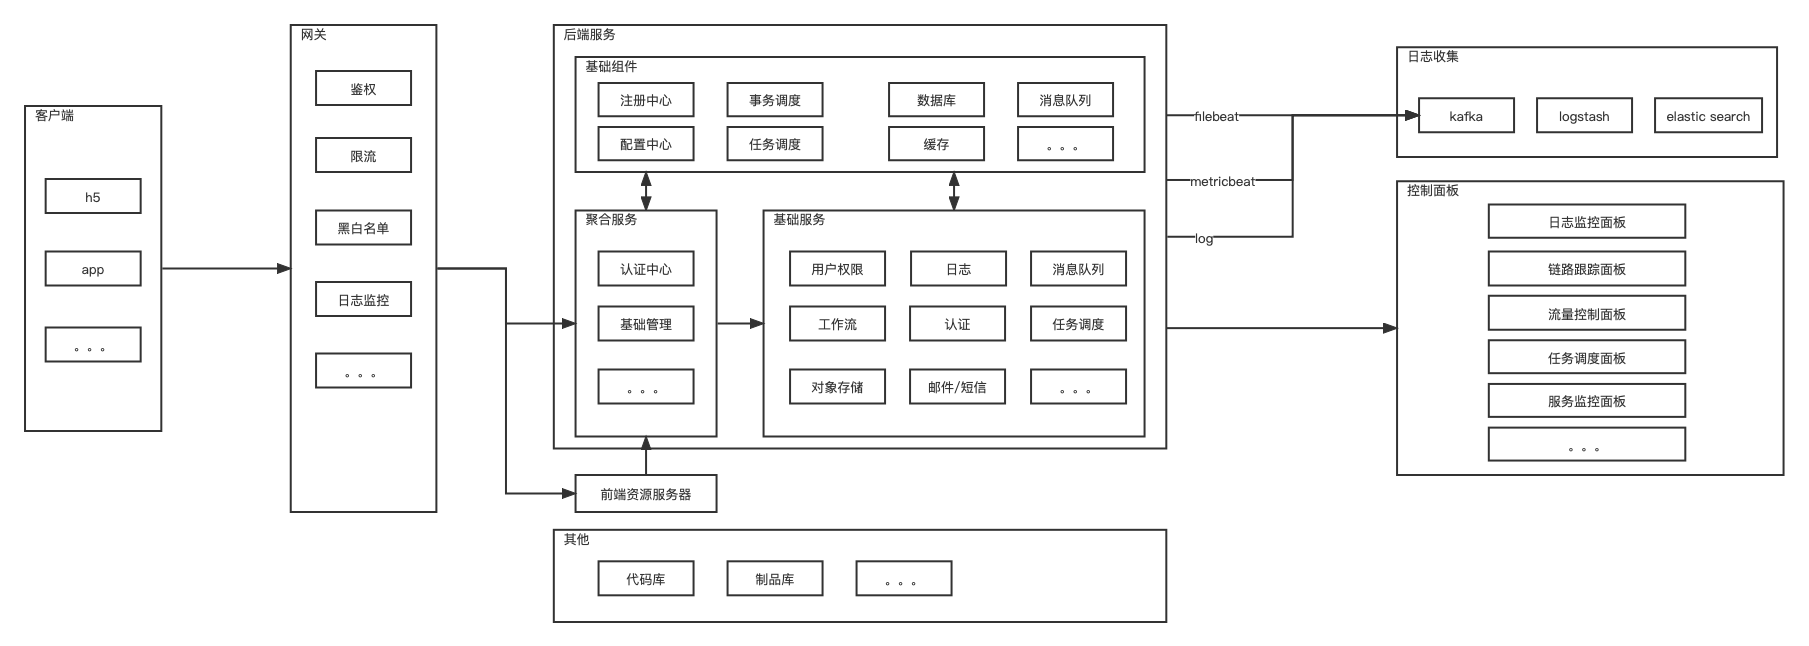 客户端
h5
app
。。。
网关
鉴权
限流
黑白名单
日志监控
。。。
后端服务
基础组件
注册中心
事务调度
数据库
消息队列
配置中心
任务调度
缓存
。。。
聚合服务
认证中心
基础管理
。。。
基础服务
用户权限
日志
消息队列
工作流
认证
任务调度
对象存储
邮件/短信
。。。
前端资源服务器
其他
代码库
制品库
。。。
filebeat
metricbeat
log
日志收集
kafka
logstash
elastic search
控制面板
日志监控面板
链路跟踪面板
流量控制面板
任务调度面板
服务监控面板
。。。